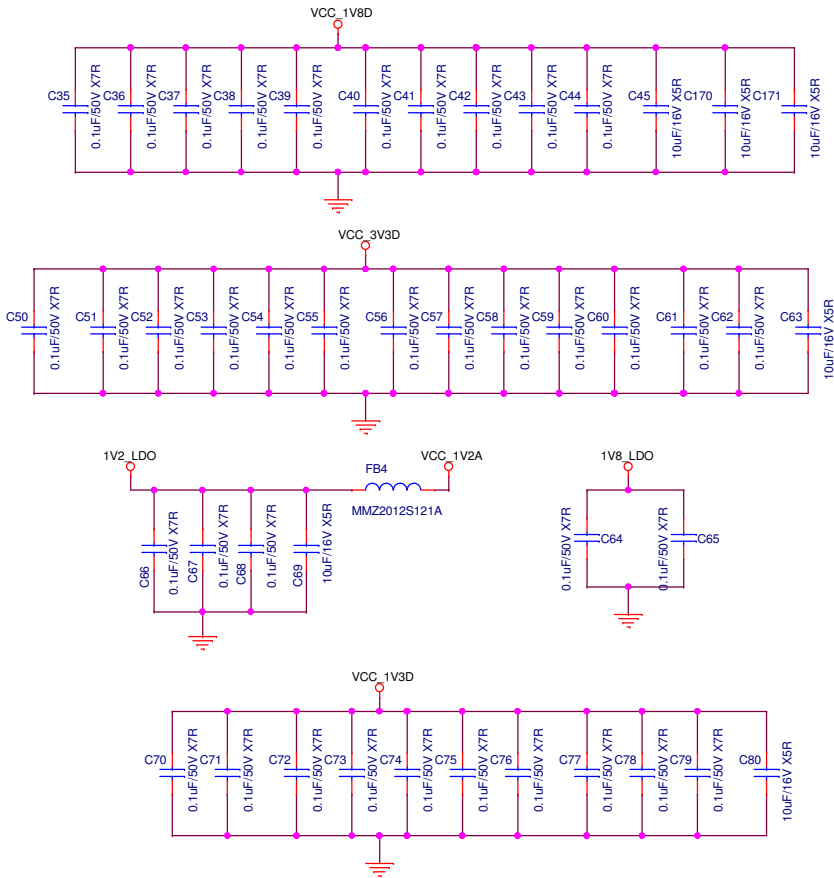 VCC_1V8D
C35
0.1uF/50V X7R
C36
0.1uF/50V X7R
C37
0.1uF/50V X7R
C38
0.1uF/50V X7R
C39
0.1uF/50V X7R
C40
0.1uF/50V X7R
C41
0.1uF/50V X7R
C42
0.1uF/50V X7R
C43
0.1uF/50V X7R
C44
0.1uF/50V X7R
C45
10uF/16V X5R
C170
10uF/16V X5R
C171
10uF/16V X5R
VCC_3V3D
C50
0.1uF/50V X7R
C51
0.1uF/50V X7R
C52
0.1uF/50V X7R
C53
0.1uF/50V X7R
C54
0.1uF/50V X7R
C55
0.1uF/50V X7R
C56
0.1uF/50V X7R
C57
0.1uF/50V X7R
C58
0.1uF/50V X7R
C59
0.1uF/50V X7R
C60
0.1uF/50V X7R
C61
0.1uF/50V X7R
C62
0.1uF/50V X7R
C63
10uF/16V X5R
1V2_LDO
C66
0.1uF/50V X7R
C67
0.1uF/50V X7R
C68
0.1uF/50V X7R
C69
10uF/16V X5R
FB4
MMZ2012S121A
VCC_1V2A
1V8_LDO
0.1uF/50V X7R
C64
0.1uF/50V X7R
C65
VCC_1V3D
C70
0.1uF/50V X7R
C71
0.1uF/50V X7R
C72
0.1uF/50V X7R
C73
0.1uF/50V X7R
C74
0.1uF/50V X7R
C75
0.1uF/50V X7R
C76
0.1uF/50V X7R
C77
0.1uF/50V X7R
C78
0.1uF/50V X7R
C79
0.1uF/50V X7R
C80
10uF/16V X5R